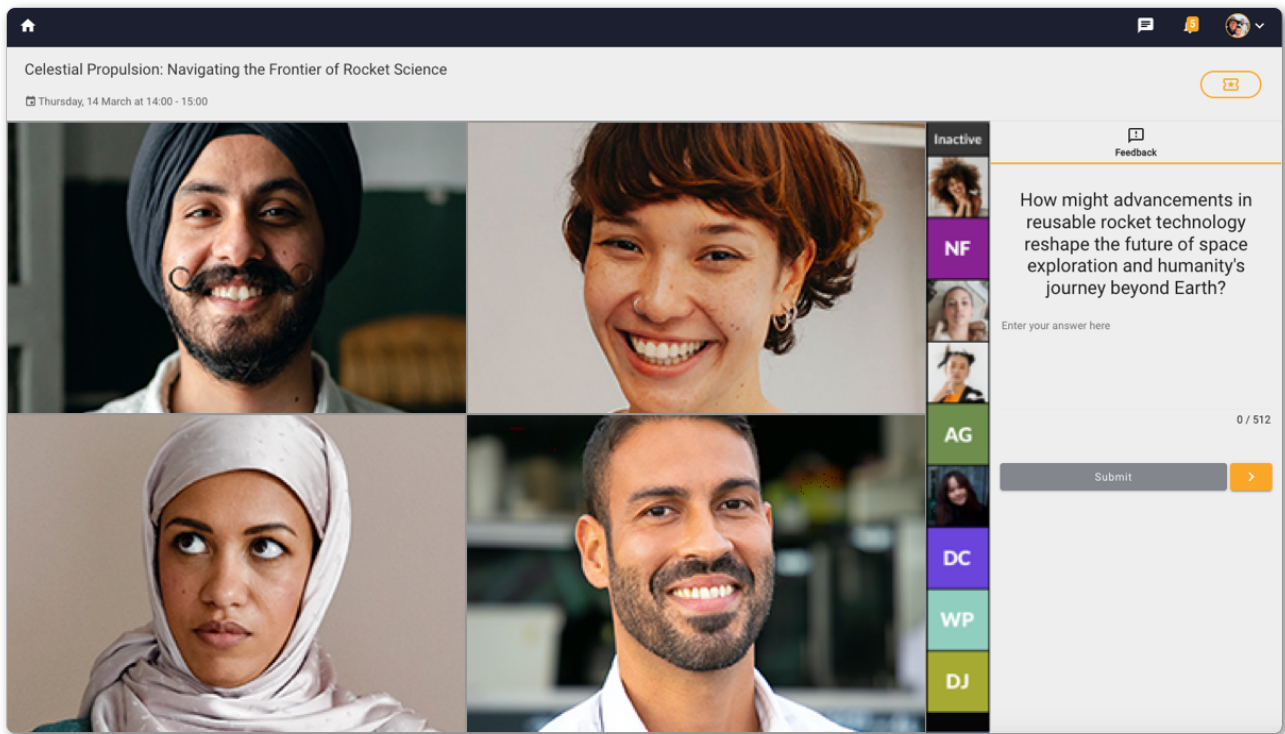 5
Celestial Propulsion: Navigating the Frontier of Rocket Science
Thursday, 14 March at 14:00 - 15:00
Inactive
NF
AG
DC
WP
DJ
Feedback
How might advancements in
reusable rocket technology
reshape the future of space
exploration and humanity's
journey beyond Earth?
Enter your answer here
0 / 512
Submit